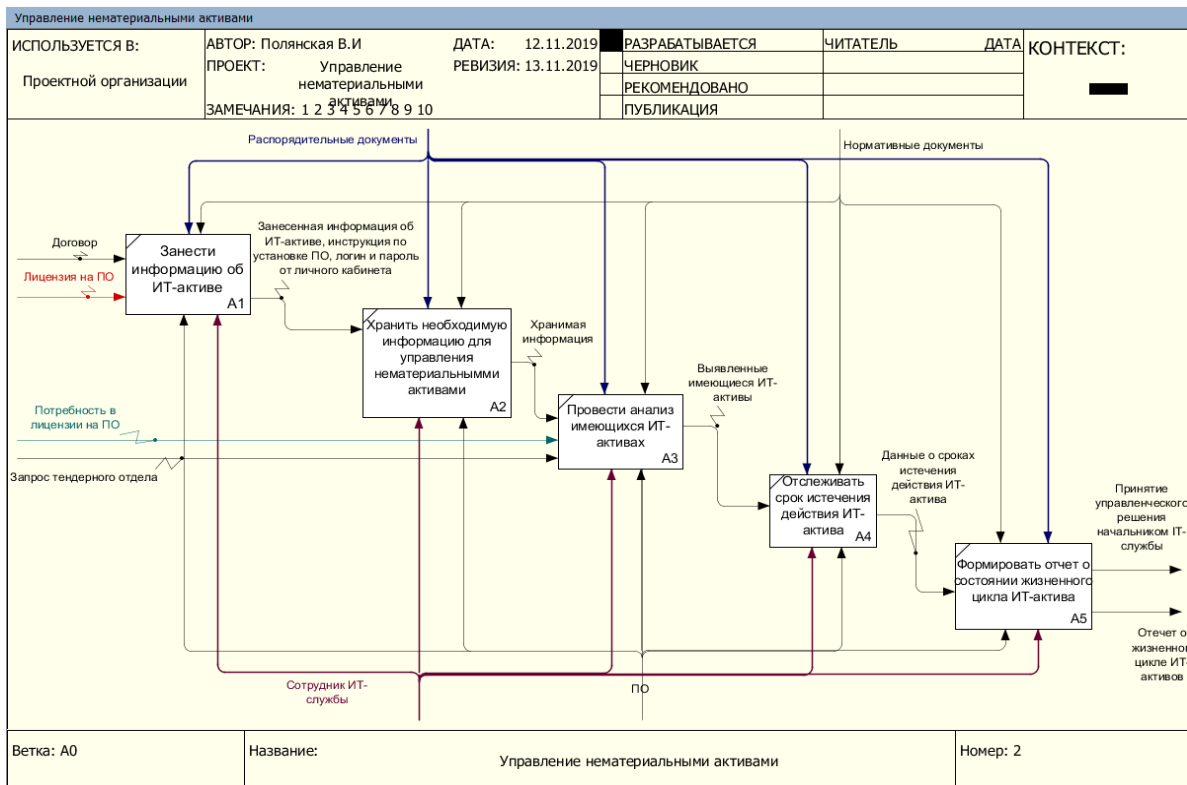 Управление нематериальными активами
ИСПОЛЬЗУЕТСЯ В:
Проектной организации
АВТОР: Полянская В.И
ДАТА: 12.11.2019
ПРОЕКТ: Управление
нематериальными
активами
РЕВИЗИЯ: 13.11.2019
ЗАМЕЧАНИЯ: 1 2 3 4 5 6 7 8 9 10
РАЗРАБАТЫВАЕТСЯ
ЧЕРНОВИК
РЕКОМЕНДОВАНО
ПУБЛИКАЦИЯ
ЧИТАТЕЛЬ
ДАТА
КОНТЕКСТ:
Распорядительные документы
Нормативные документы
Договор
Лицензия на ПО
Занести
информацию об
ИТ-активе
A1
Занесенная информация об
ИТ-активе, инструкция по
установке ПО, логин и пароль
от личного кабинета
Хранить необходимую
информацию для
управления
нематериальнымми
активами
A2
Хранимая
информация
Потребность в
лицензии на ПО
Запрос тендерного отдела
Провести анализ
имеющихся ИТ-
активах
A3
Выявленные
имеющиеся ИТ-
активы
Отслеживать
срок истечения
действия ИТ-
актива
A4
Данные о сроках
истечения
действия ИТ-
актива
Формировать отчет о
состоянии жизненного
цикла ИТ-актива
A5
Принятие
управленческого
решения
начальником IT-
службы
Отечет о
жизненном
цикле ИТ-
активов
Сотрудник ИТ-
службы
ПО
Ветка: A0
Название:
Управление нематериальными активами
Номер: 2